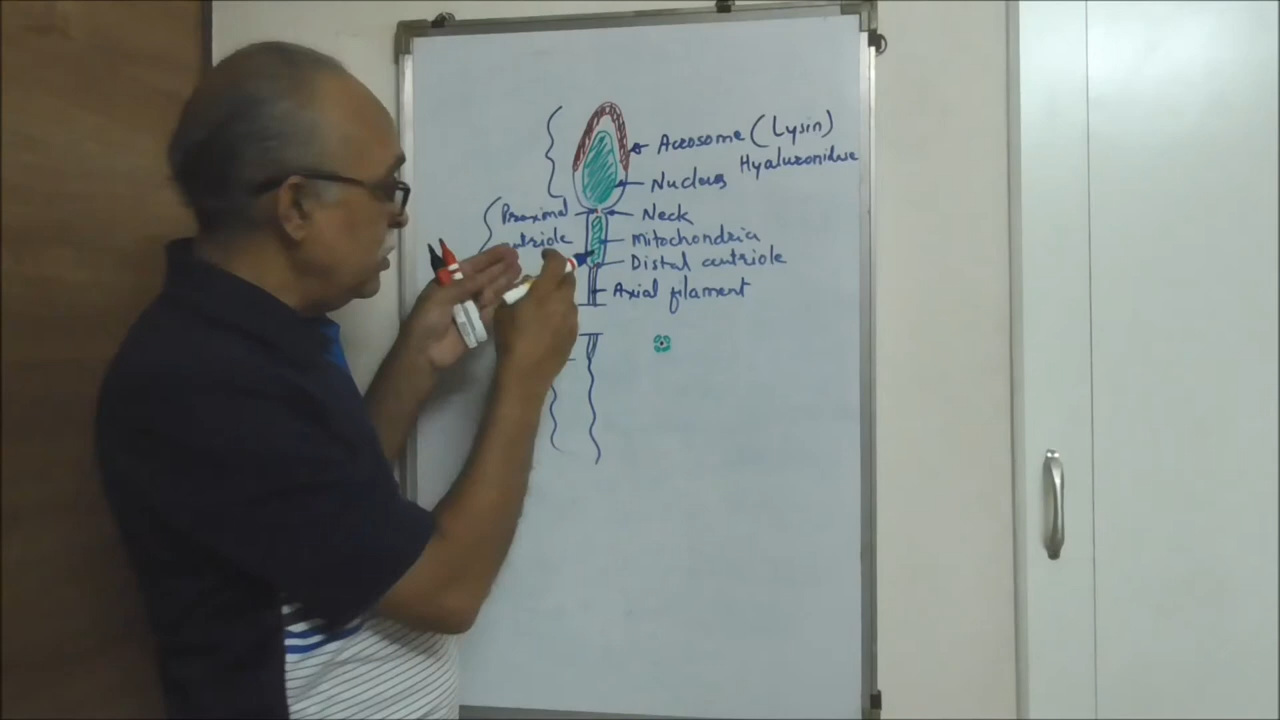 Acrosome (Lysin)
Hyaluronidase
Nucleus
Proximal
Neck
Mitochondria
Distal centriole
Axial filament